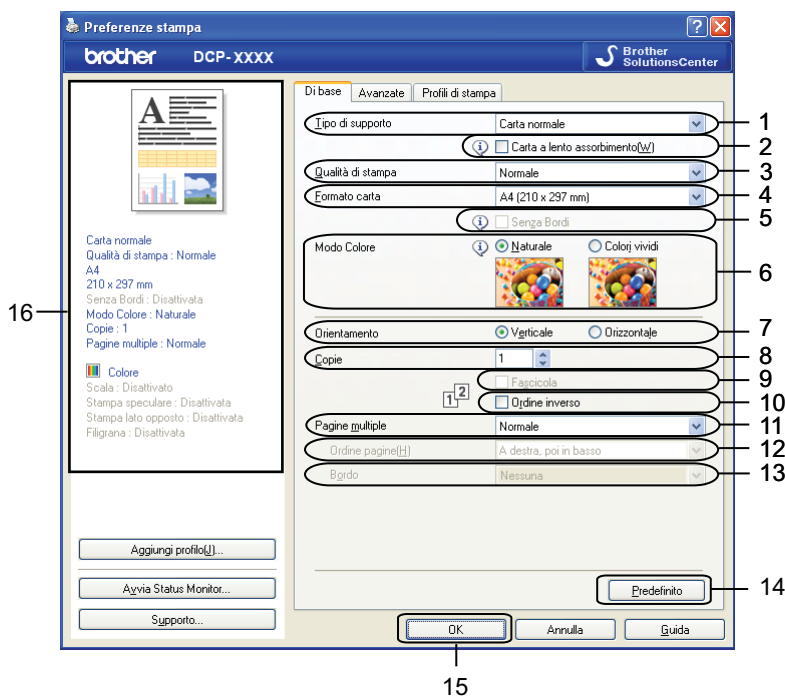 Preferenze stampa
brother DCP-XXXX
Brother SolutionsCenter
Di base Avanzate Profili di stampa
Tipo di supporto Carta normale 1
Carta a lento assorbimento(W) 2
Qualità di stampa Normale 3
Formato carta A4 (210 x 297 mm) 4
Senza Bordi 5
Modo Colore Naturale Colori vividi 6
Orientamento Verticale Orizzontale 7
Copie 1 8
Fascicola 9
1 2
Ordine inverso 10
Pagine multiple Normale 11
Ordine pagine(H) A destra, poi in basso 12
Bordo Nessuna 13
Predefinito 14
OK Annulla Guida
15
16
A
Carta normale
Qualità di stampa : Normale
A4
210 x 297 mm
Senza Bordi : Disattivata
Modo Colore : Naturale
Copie : 1
Pagine multiple : Normale
Colore
Scala : Disattivato
Stampa speculare : Disattivata
Stampa lato opposto : Disattivata
Filigrana : Disattivata
Aggiungi profilo(J)...
Avvia Status Monitor...
Supporto...